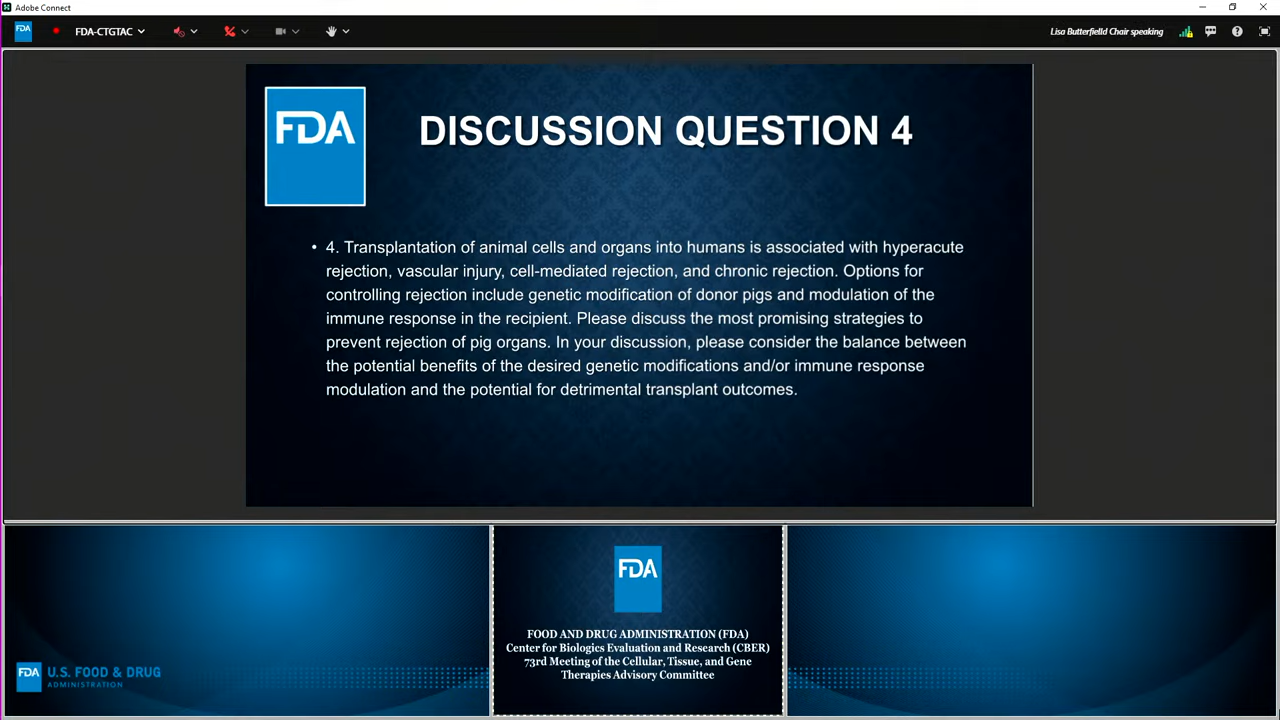 Adobe Connect
FDA
FDA-CTGTAC
Lisa Butterfield Chair speaking
FDA
DISCUSSION QUESTION 4
• 4. Transplantation of animal cells and organs into humans is associated with hyperacute
rejection, vascular injury, cell-mediated rejection, and chronic rejection. Options for
controlling rejection include genetic modification of donor pigs and modulation of the
immune response in the recipient. Please discuss the most promising strategies to
prevent rejection of pig organs. In your discussion, please consider the balance between
the potential benefits of the desired genetic modifications and/or immune response
modulation and the potential for detrimental transplant outcomes.
FDA
FOOD AND DRUG ADMINISTRATION (FDA)
Center for Biologics Evaluation and Research (CBER)
73rd Meeting of the Cellular, Tissue, and Gene
Therapies Advisory Committee
FDA U.S. FOOD & DRUG
ADMINISTRATION